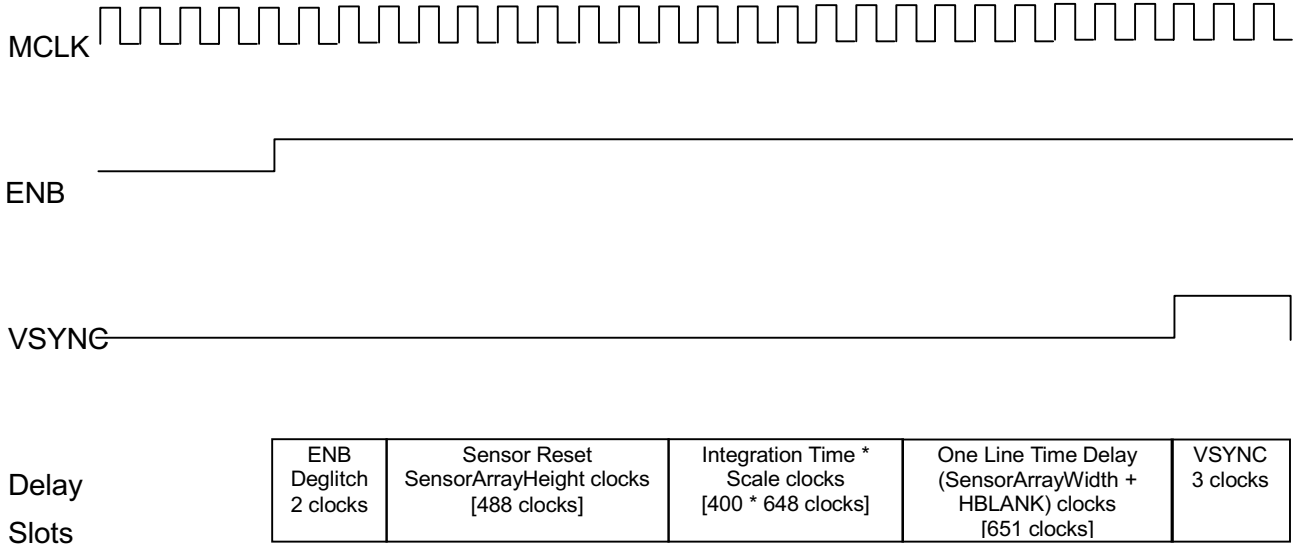 MCLK
ENB
VSYNC
Delay
Slots
ENB
Deglitch
2 clocks
Sensor Reset
SensorArrayHeight clocks
[488 clocks]
Integration Time *
Scale clocks
[400 * 648 clocks]
One Line Time Delay
(SensorArrayWidth +
HBLANK) clocks
[651 clocks]
VSYNC
3 clocks